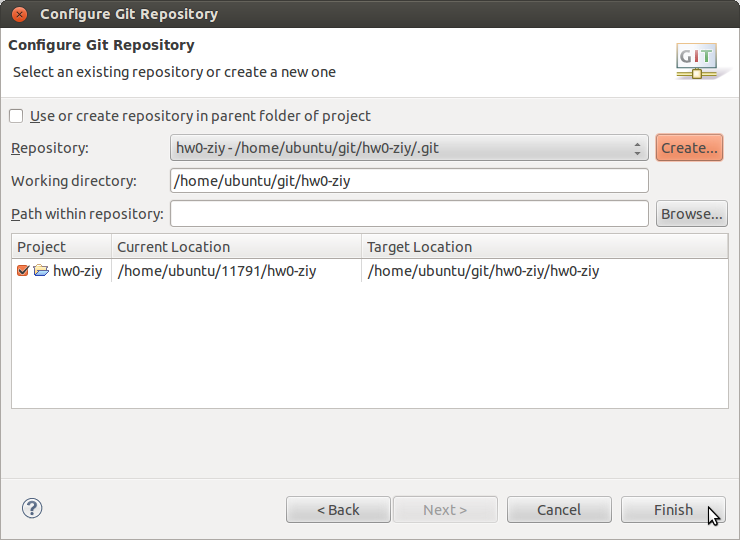 Configure Git Repository
Configure Git Repository
Select an existing repository or create a new one
GIT
Use or create repository in parent folder of project
Repository: hw0-ziy - /home/ubuntu/git/hw0-ziy/.git Create...
Working directory: /home/ubuntu/git/hw0-ziy
Path within repository: Browse...
Project Current Location Target Location
hw0-ziy /home/ubuntu/11791/hw0-ziy /home/ubuntu/git/hw0-ziy/hw0-ziy
? < Back Next > Cancel Finish